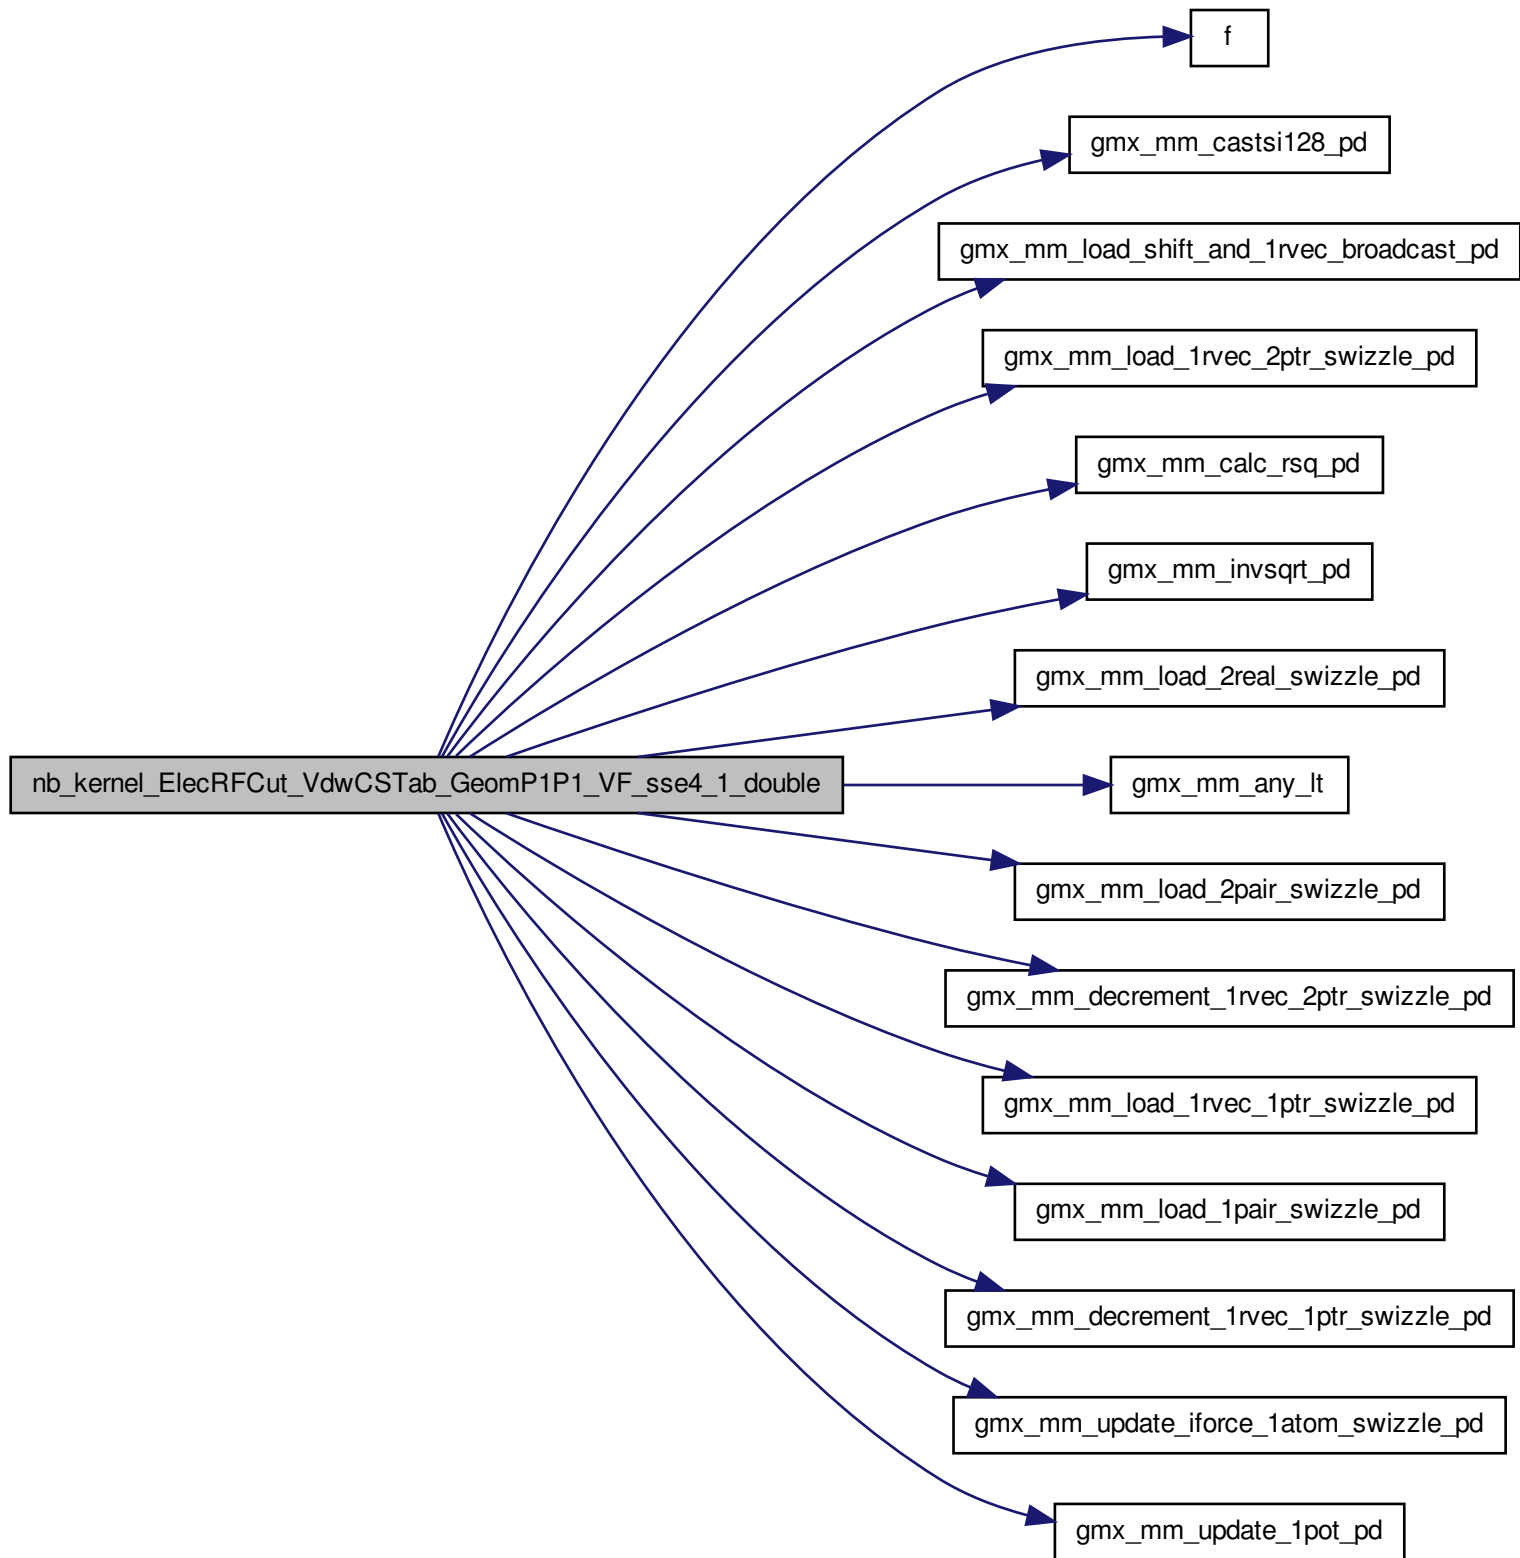 f
gmx_mm_castsi128_pd
gmx_mm_load_shift_and_1rvec_broadcast_pd
gmx_mm_load_1rvec_2ptr_swizzle_pd
gmx_mm_calc_rsq_pd
gmx_mm_invsqrt_pd
gmx_mm_load_2real_swizzle_pd
nb_kernel_ElecRFCut_VdwCSTab_GeomP1P1_VF_sse4_1_double
gmx_mm_any_lt
gmx_mm_load_2pair_swizzle_pd
gmx_mm_decrement_1rvec_2ptr_swizzle_pd
gmx_mm_load_1rvec_1ptr_swizzle_pd
gmx_mm_load_1pair_swizzle_pd
gmx_mm_decrement_1rvec_1ptr_swizzle_pd
gmx_mm_update_iforce_1atom_swizzle_pd
gmx_mm_update_1pot_pd